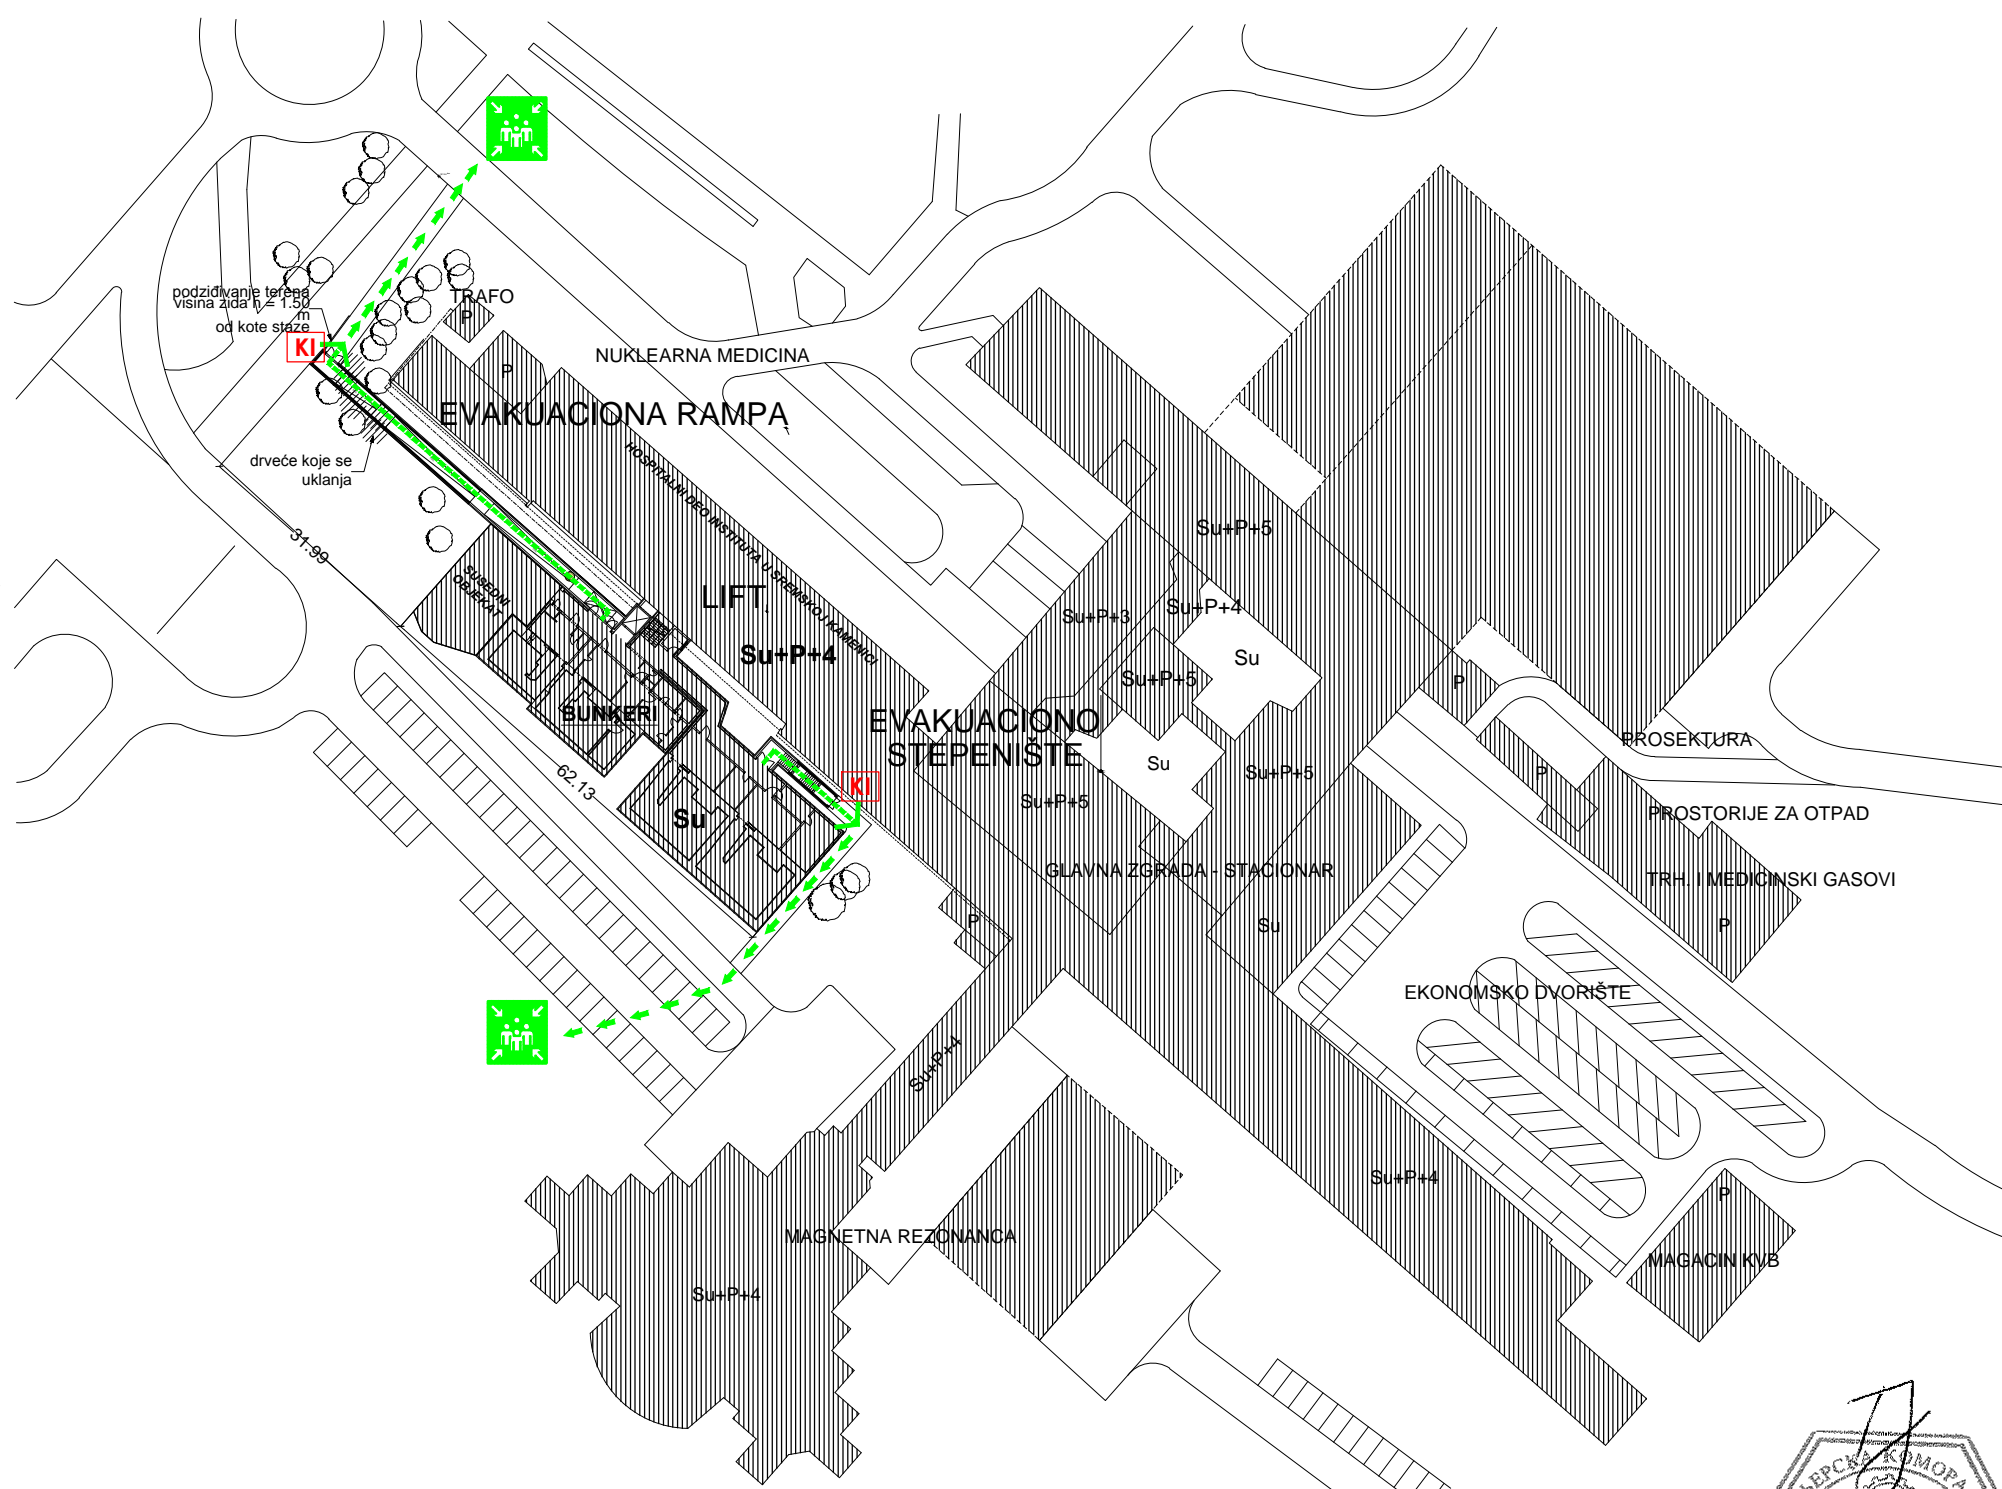 podziđivanje terena
visina zida h = 1.50
m
od kote staze
KI
TRAFO
P
NUKLEARNA MEDICINA
P
EVAKUACIONA RAMPA
HOSPITALNI DEO INSTITUTA U SREMSKOJ KAMENICI
drveće koje se
uklanja
31.99
SUSEDNI
OBJEKAT
LIFT
Su+P+4
BUNKERI
62.13
Su
EVAKUACIONO
STEPENIŠTE
KI
Su+P+5
Su+P+3
Su+P+4
Su
Su+P+5
Su
Su+P+5
Su+P+5
P
PROSEKTURA
P
PROSTORIJE ZA OTPAD
GLAVNA ZGRADA - STACIONAR
TRH. I MEDICINSKI GASOVI
P
Su
P
EKONOMSKO DVORIŠTE
Su+P+4
Su+P+4
P
MAGNETNA REZONANCA
MAGACIN KVB
Su+P+4
КОМОРА